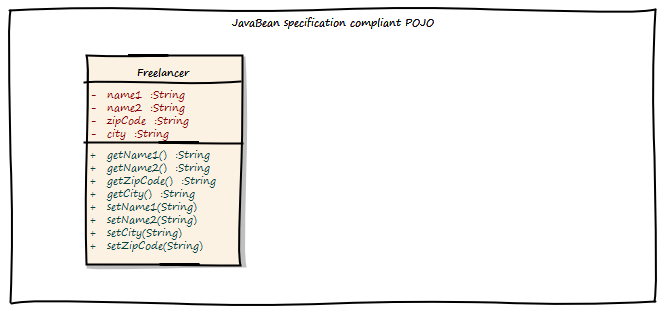 JavaBean specification compliant POJO
Freelancer
- name1 :String
- name2 :String
- zipCode :String
- city :String
+ getName1() :String
+ getName2() :String
+ getZipCode() :String
+ getCity() :String
+ setName1(String)
+ setName2(String)
+ setCity(String)
+ setZipCode(String)